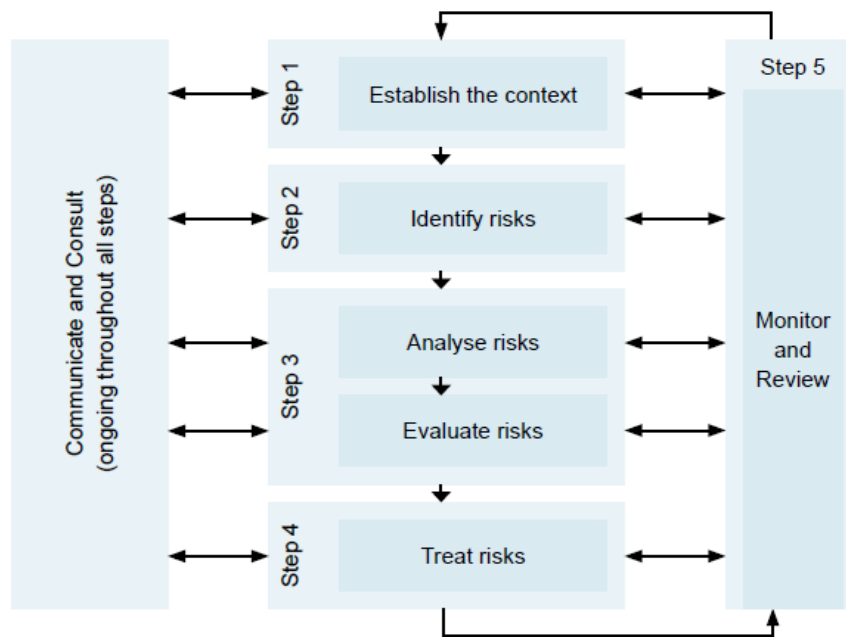 Communicate and Consult
(ongoing throughout all steps)
Step 1
Establish the context
Step 2
Identify risks
Step 3
Analyse risks
Evaluate risks
Step 4
Treat risks
Step 5
Monitor
and
Review